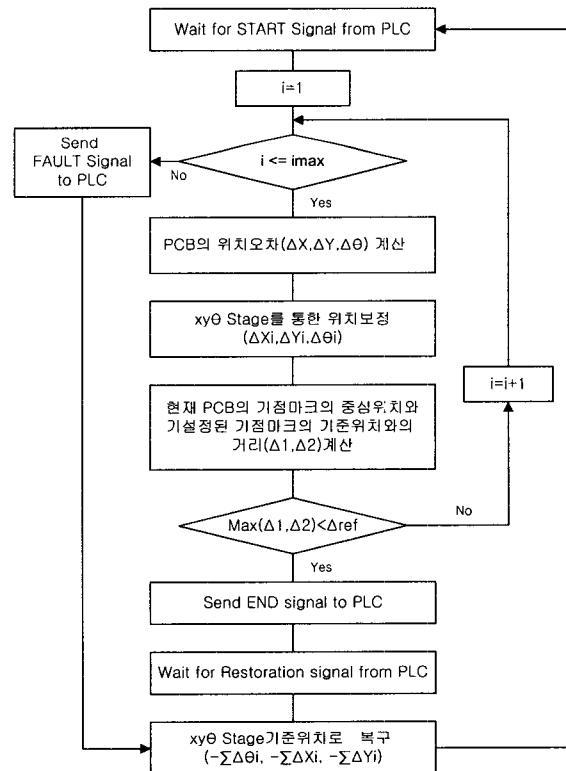 Wait for START Signal from PLC
i=1
Send
FAULT Signal
to PLC
No
i <= imax
Yes
PCB의 위치오차(ΔX,ΔY,Δθ) 계산
xyθ Stage를 통한 위치보정
(ΔXi,ΔYi,Δθi)
i=i+1
현재 PCB의 기점마크의 중심위치와
기설정된 기점마크의 기준위치와의
거리(Δ1,Δ2)계산
Max(Δ1,Δ2)<Δref
No
Yes
Send END signal to PLC
Wait for Restoration signal from PLC
xyθ Stage기준위치로 복구
(-∑Δθi, -∑ΔXi, -∑ΔYi)